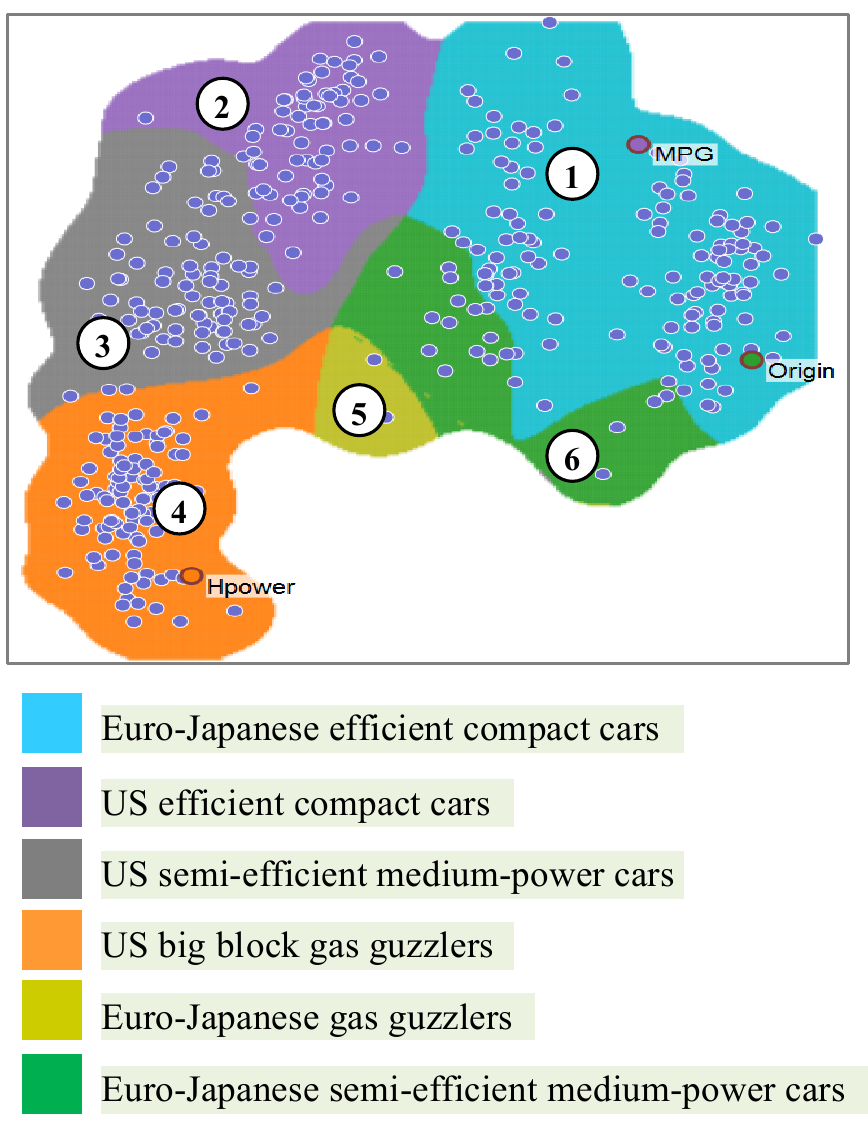 2
MPG
1
3
Origin
5
6
4
Hpower
Euro-Japanese efficient compact cars
US efficient compact cars
US semi-efficient medium-power cars
US big block gas guzzlers
Euro-Japanese gas guzzlers
Euro-Japanese semi-efficient medium-power cars